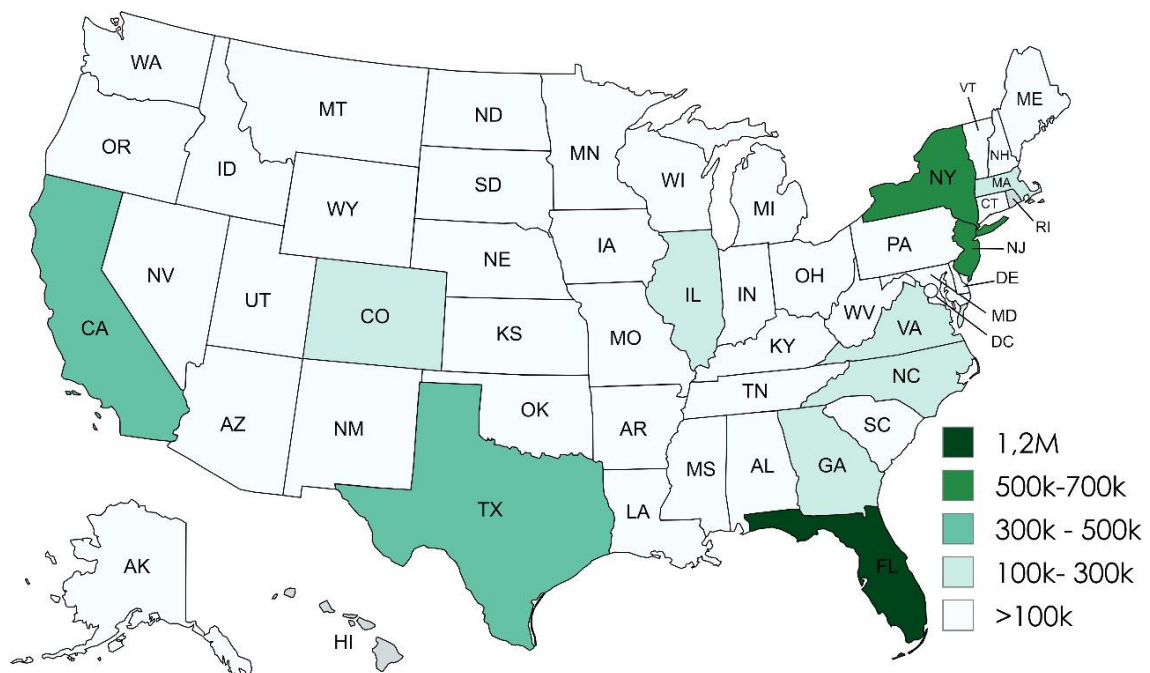 WA
MT
ND
MN
VT
ME
OR
ID
SD
WI
MI
NY
NH
MA
CT
RI
WY
IA
PA
NJ
NV
UT
NE
IL
IN
OH
DE
MD
DC
CA
CO
KS
MO
WV
VA
KY
NC
AZ
NM
OK
AR
TN
SC
TX
LA
MS
AL
GA
FL
AK
HI
1,2M
500k-700k
300k - 500k
100k- 300k
>100k